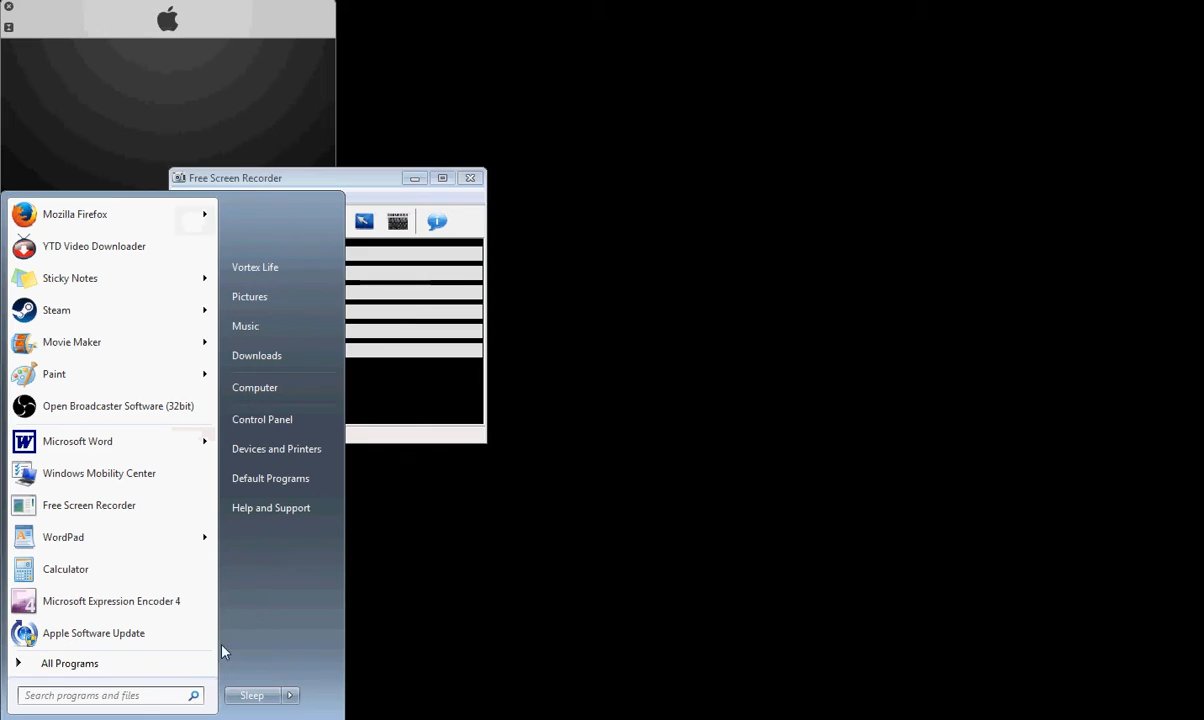 Free Screen Recorder
Mozilla Firefox
YTD Video Downloader
Sticky Notes
Steam
Movie Maker
Paint
Open Broadcaster Software (32bit)
Microsoft Word
Windows Mobility Center
Free Screen Recorder
WordPad
Calculator
Microsoft Expression Encoder 4
Apple Software Update
All Programs
Search programs and files
Vortex Life
Pictures
Music
Downloads
Computer
Control Panel
Devices and Printers
Default Programs
Help and Support
Sleep